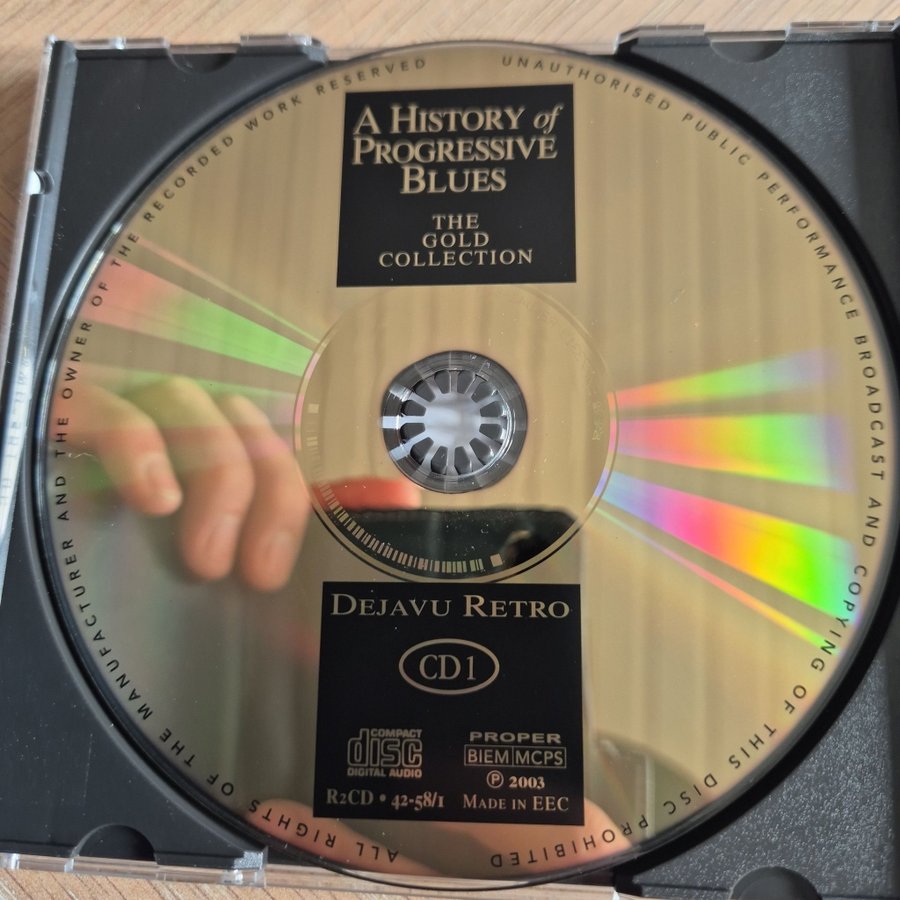 A HISTORY of
PROGRESSIVE
BLUES
THE
GOLD
COLLECTION
DEJAVU RETRO
CD 1
COMPACT
disc
DIGITAL AUDIO
PROPER
BIEM MCPS
℗ 2003
R2CD • 42-58/1 MADE IN EEC
ALL RIGHTS OF THE MANUFACTURER AND THE OWNER OF THE RECORDED WORK RESERVED
UNAUTHORISED PUBLIC PERFORMANCE BROADCAST AND COPYING OF THIS DISC PROHIBITED